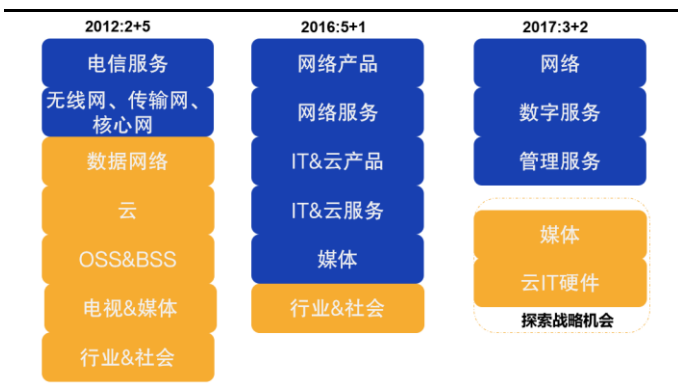 2012:2+5
电信服务
无线网、传输网、
核心网
数据网络
云
OSS&BSS
电视&媒体
行业&社会
2016:5+1
网络产品
网络服务
IT&云产品
IT&云服务
媒体
行业&社会
2017:3+2
网络
数字服务
管理服务
媒体
云IT硬件
探索战略机会